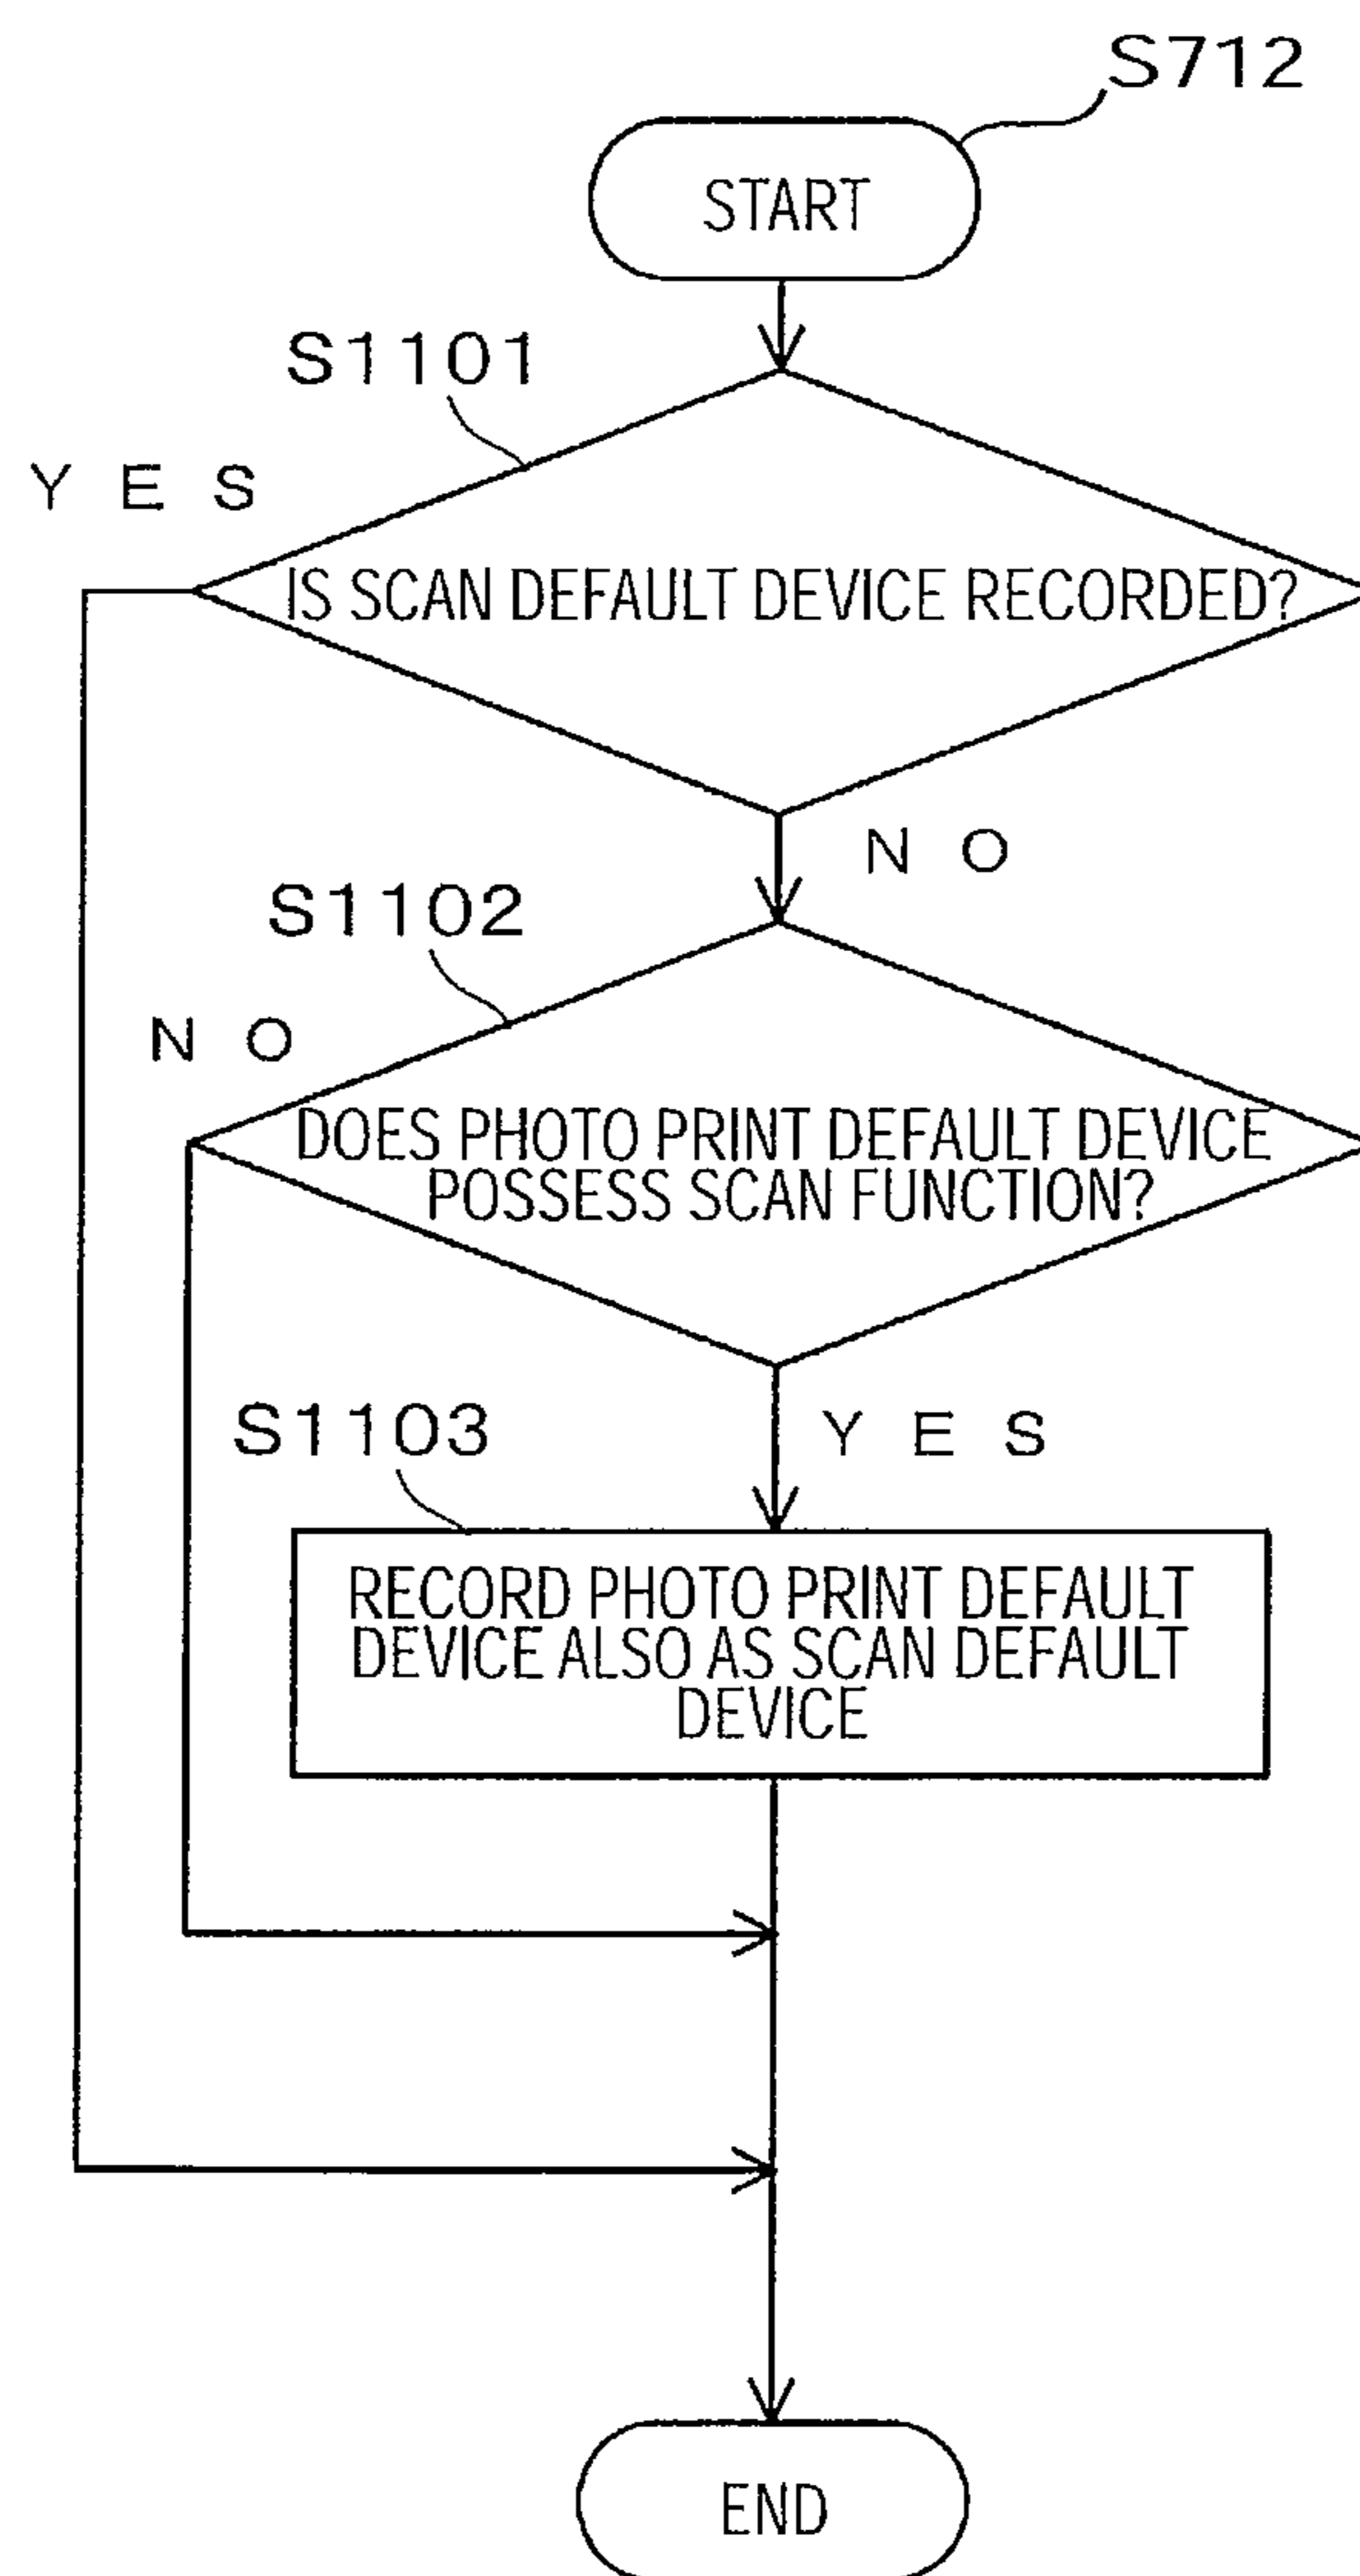 S712
START
S1101
YES
IS SCAN DEFAULT DEVICE RECORDED?
NO
S1102
NO
DOES PHOTO PRINT DEFAULT DEVICE
POSSESS SCAN FUNCTION?
YES
S1103
RECORD PHOTO PRINT DEFAULT
DEVICE ALSO AS SCAN DEFAULT
DEVICE
END